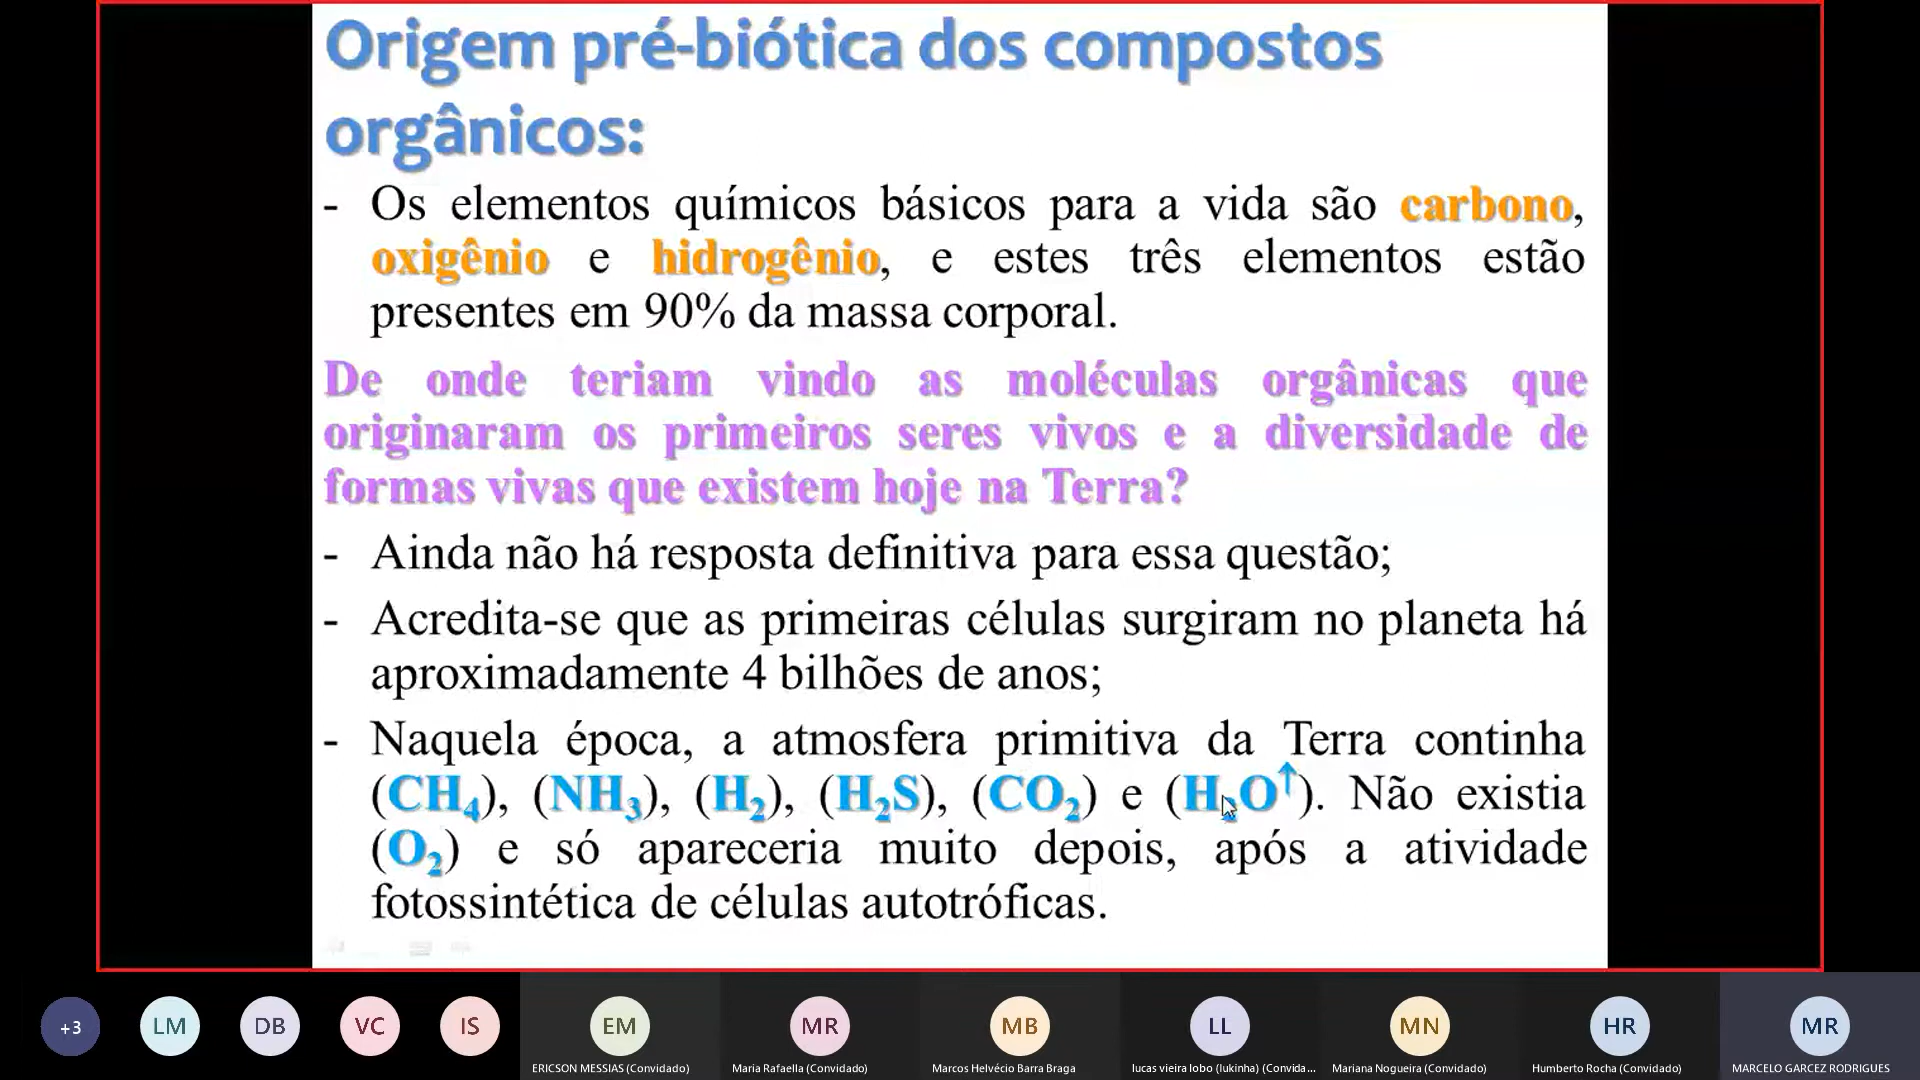 Origem pré-biótica dos compostos
orgânicos:
- Os elementos químicos básicos para a vida são carbono,
oxigênio e hidrogênio, e estes três elementos estão
presentes em 90% da massa corporal.
De onde teriam vindo as moléculas orgânicas que
originaram os primeiros seres vivos e a diversidade de
formas vivas que existem hoje na Terra?
- Ainda não há resposta definitiva para essa questão;
- Acredita-se que as primeiras células surgiram no planeta há
aproximadamente 4 bilhões de anos;
- Naquela época, a atmosfera primitiva da Terra continha
(CH₄), (NH₃), (H₂), (H₂S), (CO₂) e (H₂O↑). Não existia
(O₂) e só apareceria muito depois, após a atividade
fotossintética de células autotróficas.
+3 LM DB VC IS EM MR MB LL MN HR MR
ERICSON MESSIAS (Convidado) Maria Rafaella (Convidado) Marcos Helvécio Barra Braga lucas vieira lobo (lukinha) (Convida... Mariana Nogueira (Convidado) Humberto Rocha (Convidado) MARCELO GARCEZ RODRIGUES